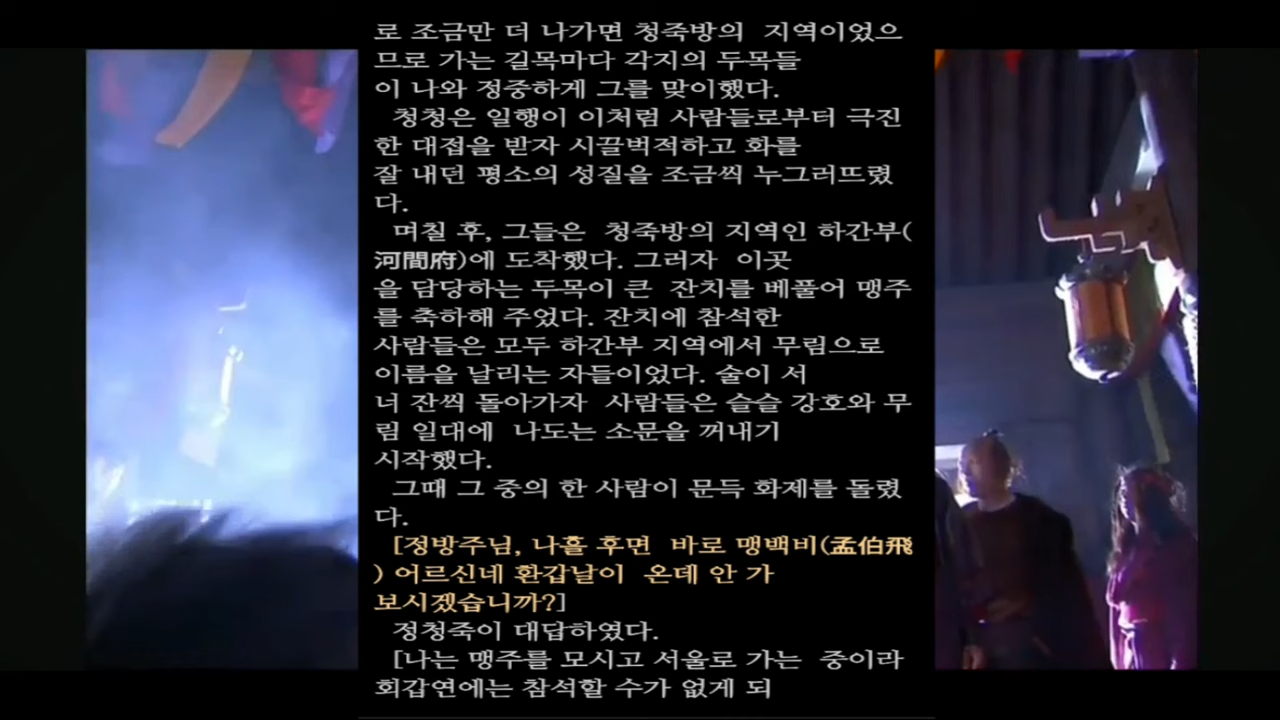 로 조금만 더 나가면 청죽방의 지역이었으
므로 가는 길목마다 각지의 두목들
이 나와 정중하게 그를 맞이했다.
청청은 일행이 이처럼 사람들로부터 극진
한 대접을 받자 시끌벅적하고 화를
잘 내던 평소의 성질을 조금씩 누그러뜨렸
다.
며칠 후, 그들은 청죽방의 지역인 하간부(
河間府)에 도착했다. 그러자 이곳
을 담당하는 두목이 큰 잔치를 베풀어 맹주
를 축하해 주었다. 잔치에 참석한
사람들은 모두 하간부 지역에서 무림으로
이름을 날리는 자들이었다. 술이 서
너 잔씩 돌아가자 사람들은 슬슬 강호와 무
림 일대에 나도는 소문을 꺼내기
시작했다.
그때 그 중의 한 사람이 문득 화제를 돌렸
다.
[정방주님, 나흘 후면 바로 맹백비(孟伯飛
) 어르신네 환갑날이 온데 안 가
보시겠습니까?]
정청죽이 대답하였다.
[나는 맹주를 모시고 서울로 가는 중이라
회갑연에는 참석할 수가 없게 되